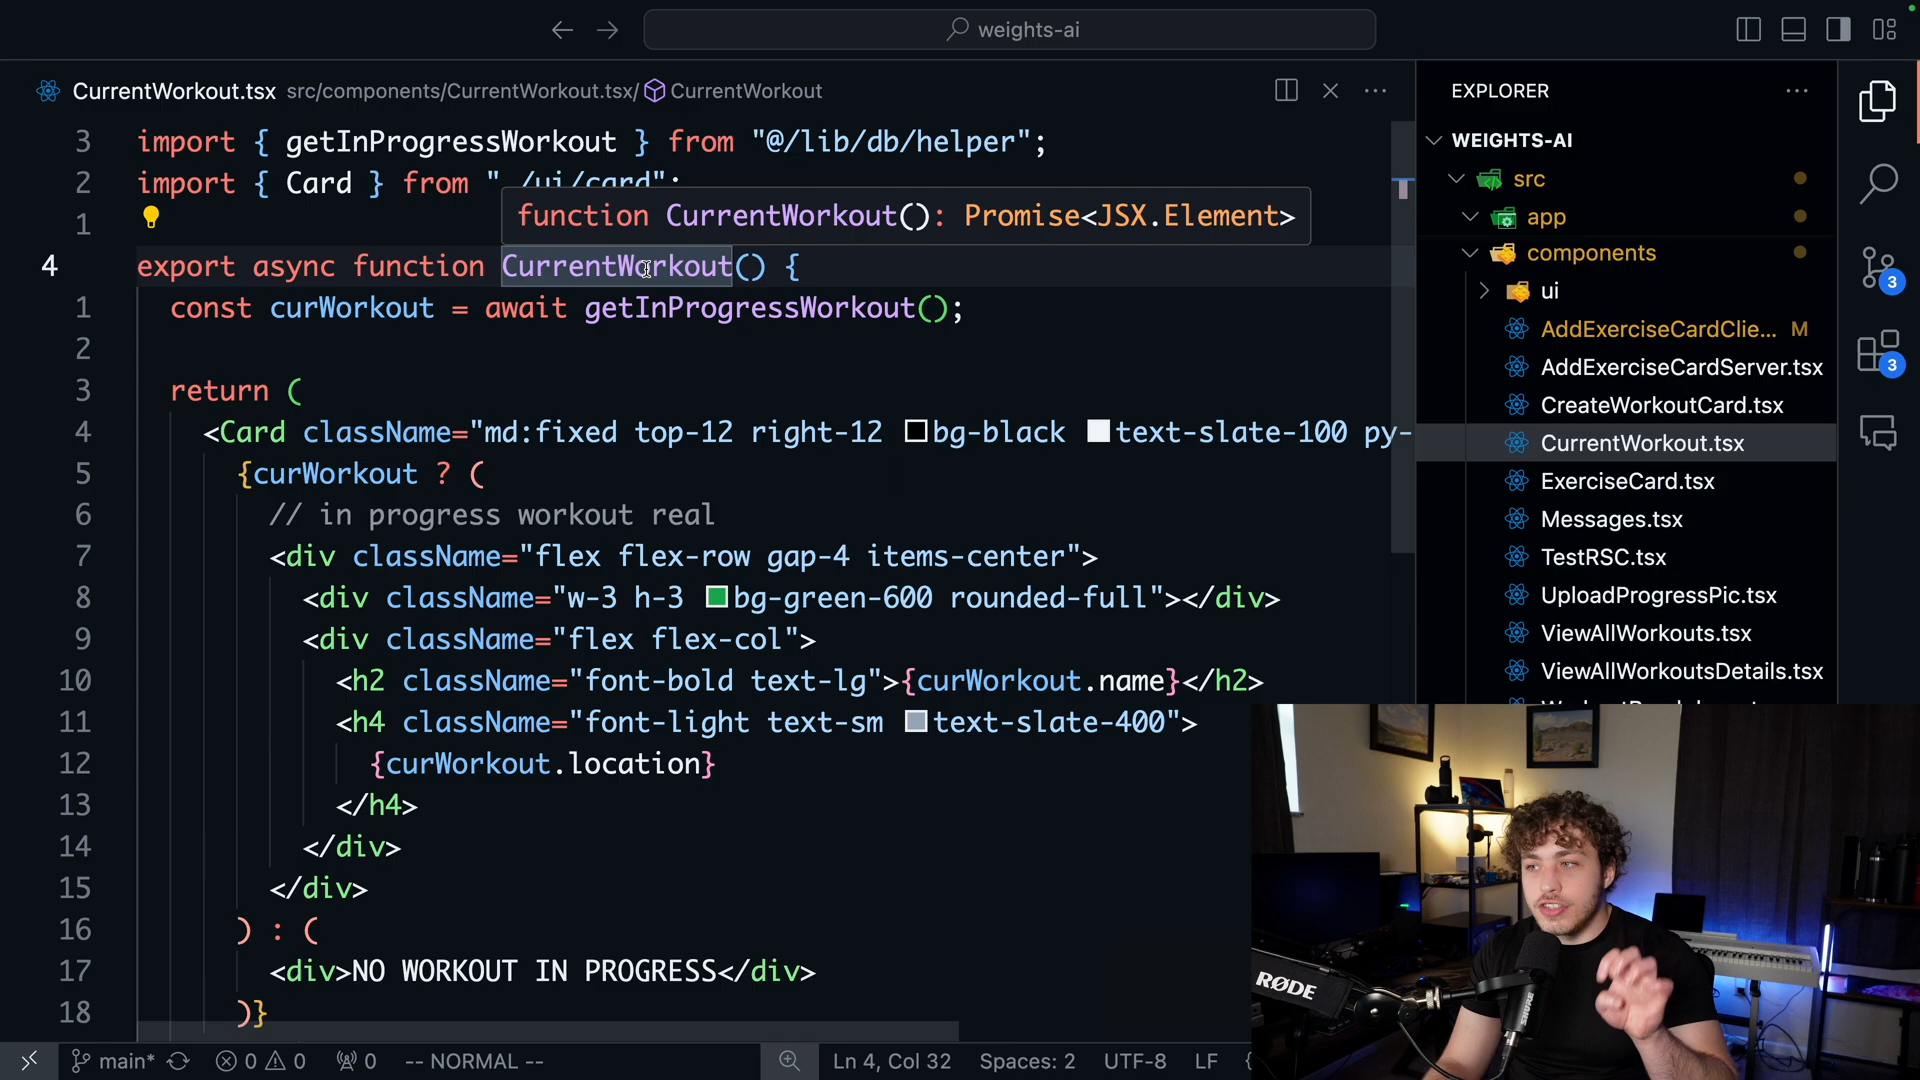 weights-ai
CurrentWorkout.tsx src/components/CurrentWorkout.tsx/ CurrentWorkout
3 import { getInProgressWorkout } from "@/lib/db/helper";
2 import { Card } from "./ui/card";
function CurrentWorkout(): Promise<JSX.Element>
1
4 export async function CurrentWorkout() {
1 const curWorkout = await getInProgressWorkout();
2
3 return (
4 <Card className="md:fixed top-12 right-12 bg-black text-slate-100 py-
5 {curWorkout ? (
6 // in progress workout real
7 <div className="flex flex-row gap-4 items-center">
8 <div className="w-3 h-3 bg-green-600 rounded-full"></div>
9 <div className="flex flex-col">
10 <h2 className="font-bold text-lg">{curWorkout.name}</h2>
11 <h4 className="font-light text-sm text-slate-400">
12 {curWorkout.location}
13 </h4>
14 </div>
15 </div>
16 ) : (
17 <div>NO WORKOUT IN PROGRESS</div>
18 )}
EXPLORER
WEIGHTS-AI
src
app
components
ui
AddExerciseCardClie... M
AddExerciseCardServer.tsx
CreateWorkoutCard.tsx
CurrentWorkout.tsx
ExerciseCard.tsx
Messages.tsx
TestRSC.tsx
UploadProgressPic.tsx
ViewAllWorkouts.tsx
ViewAllWorkoutsDetails.tsx
3
3
RØDE
SHURE
main* 0 0 0 -- NORMAL -- Ln 4, Col 32 Spaces: 2 UTF-8 LF {